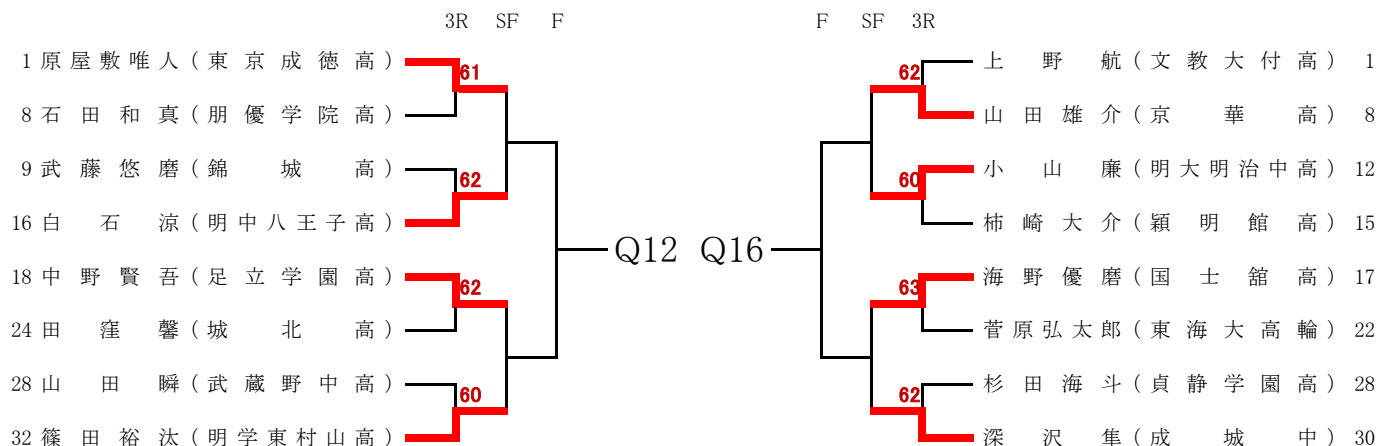 3R SF F
F SF 3R
1 原屋敷唯人（東京成徳高）
61
8 石田和真（朋優学院高）
9 武藤悠磨（錦城高）
62
16 白石涼（明中八王子高）
Q12
18 中野賢吾（足立学園高）
62
24 田窪馨（城北高）
28 山田瞬（武蔵野中高）
60
32 篠田裕汰（明学東村山高）
上野航（文教大付高） 1
62
山田雄介（京華高） 8
小山廉（明大明治中高） 12
60
柿崎大介（穎明館高） 15
Q16
海野優磨（国士舘高） 17
63
菅原弘太郎（東海大高輪） 22
杉田海斗（貞静学園高） 28
62
深沢隼（成城中） 30